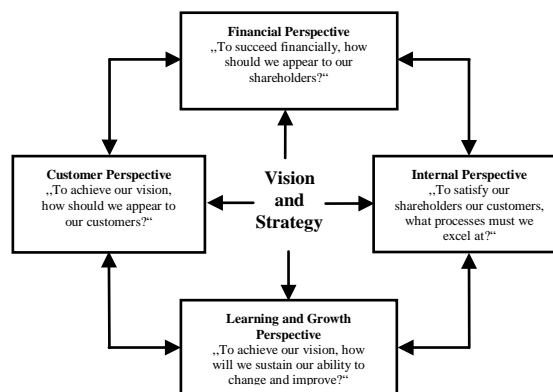 Financial Perspective
„To succeed financially, how
should we appear to our
shareholders?“
Customer Perspective
„To achieve our vision,
how should we appear to
our customers?“
Vision
and
Strategy
Internal Perspective
„To satisfy our
shareholders our customers,
what processes must we
excel at?“
Learning and Growth
Perspective
„To achieve our vision, how
will we sustain our ability to
change and improve?“